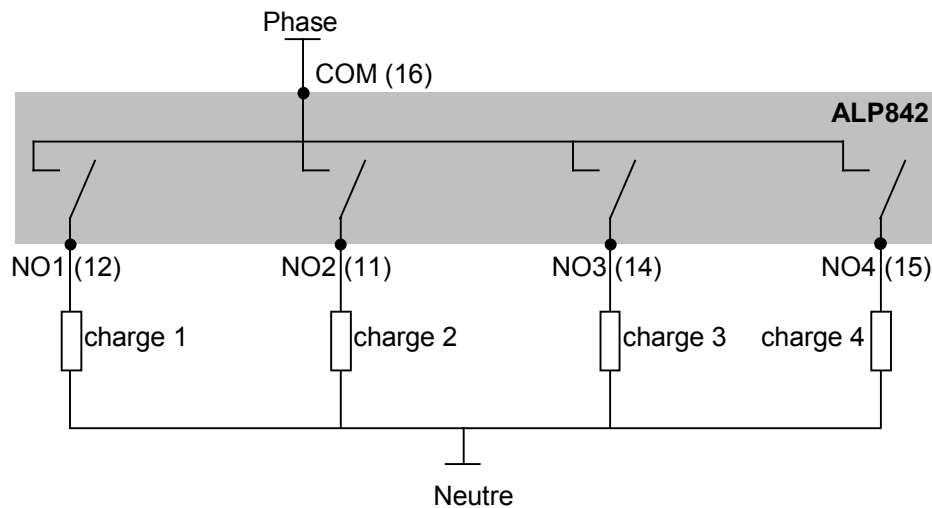 Phase
COM (16)
ALP842
NO1 (12)
NO2 (11)
NO3 (14)
NO4 (15)
charge 1
charge 2
charge 3
charge 4
Neutre